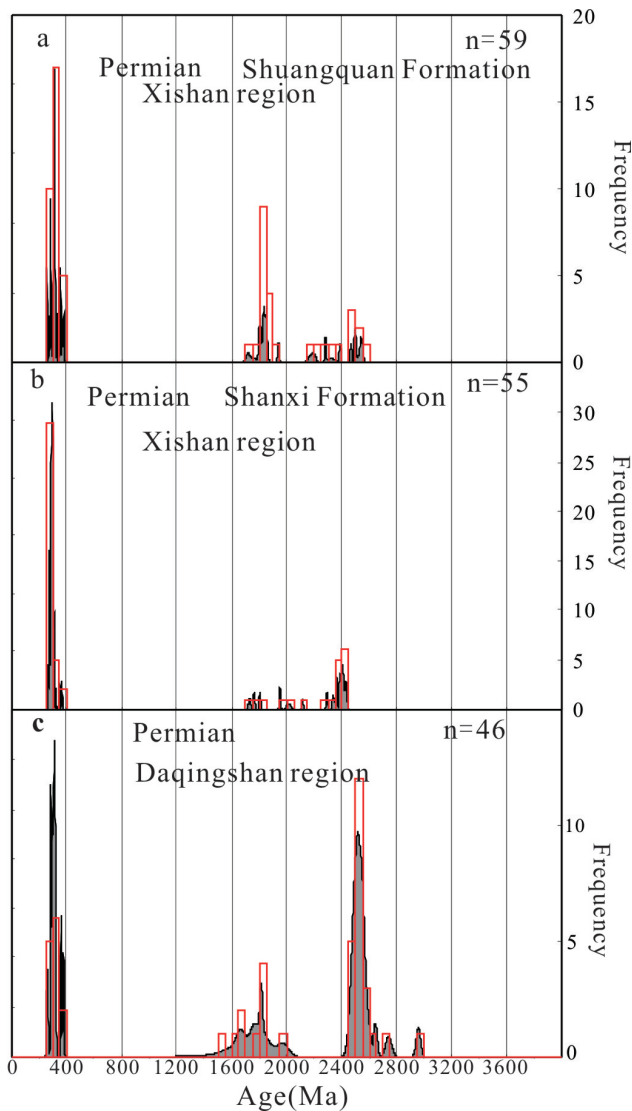 a
n=59
Permian Shuangquan Formation
Xishan region
20
15
10
5
0
Frequency
b
n=55
Permian Shanxi Formation
Xishan region
30
25
20
15
10
5
0
Frequency
c
n=46
Permian
Daqingshan region
10
5
0
Frequency
0 400 800 1200 1600 2000 2400 2800 3200 3600
Age(Ma)